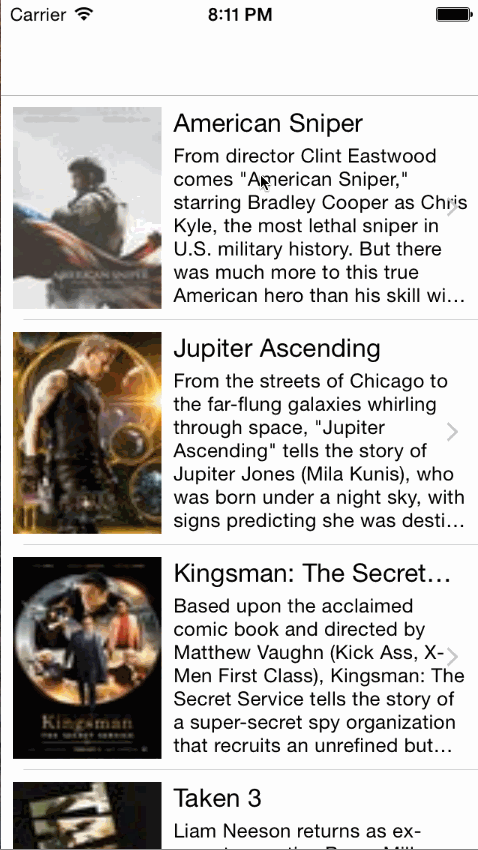 Carrier 8:11 PM
American Sniper
From director Clint Eastwood
comes "American Sniper,"
starring Bradley Cooper as Chris
Kyle, the most lethal sniper in
U.S. military history. But there
was much more to this true
American hero than his skill wi…
AMERICAN SNIPER
Jupiter Ascending
From the streets of Chicago to
the far-flung galaxies whirling
through space, "Jupiter
Ascending" tells the story of
Jupiter Jones (Mila Kunis), who
was born under a night sky, with
signs predicting she was desti…
Kingsman: The Secret…
Based upon the acclaimed
comic book and directed by
Matthew Vaughn (Kick Ass, X-
Men First Class), Kingsman: The
Secret Service tells the story of
a super-secret spy organization
that recruits an unrefined but…
Kingsman
THE SECRET SERVICE
Taken 3
Liam Neeson returns as ex-